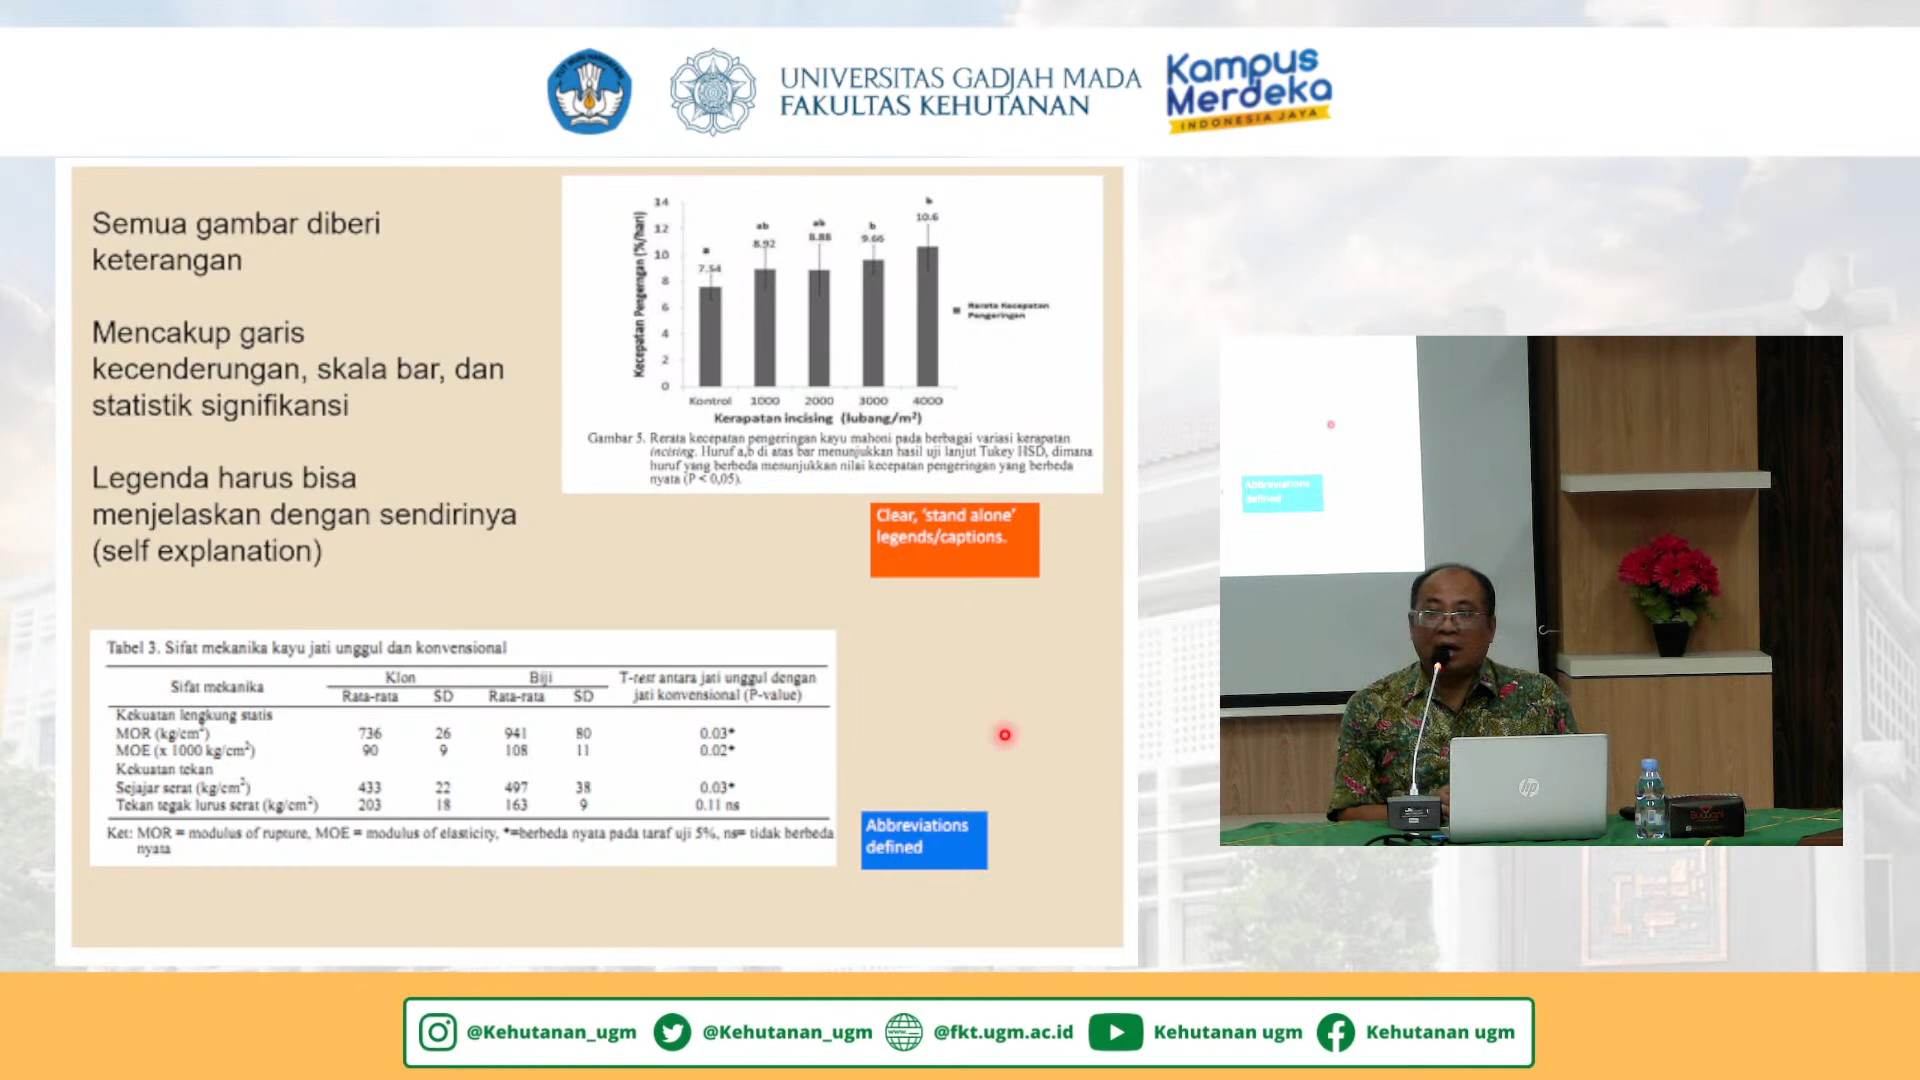 TUT WURI HANDAYANI
UNIVERSITAS GADJAH MADA
FAKULTAS KEHUTANAN
Kampus
Merdeka
INDONESIA JAYA
Semua gambar diberi
keterangan
Mencakup garis
kecenderungan, skala bar, dan
statistik signifikansi
Legenda harus bisa
menjelaskan dengan sendirinya
(self explanation)
Kecepatan Pengerngan (%/hari)
14
12
10
8
6
4
2
0
a
7.54
ab
8.92
ab
8.88
b
9.66
b
10.6
Kontrol 1000 2000 3000 4000
Kerapatan incising (lubang/m²)
Rerata Kecepatan
Pengeringan
Gambar 5. Rerata kecepatan pengeringan kayu mahoni pada berbagai variasi kerapatan
incising. Huruf a,b di atas bar menunjukkan hasil uji lanjut Tukey HSD, dimana
huruf yang berbeda menunjukkan nilai kecepatan pengeringan yang berbeda
nyata (P < 0,05).
Clear, ‘stand alone’
legends/captions.
Tabel 3. Sifat mekanika kayu jati unggul dan konvensional
Sifat mekanika Klon Biji T-test antara jati unggul dengan
Rata-rata SD Rata-rata SD jati konvensional (P-value)
Kekuatan lengkung statis
MOR (kg/cm²) 736 26 941 80 0.03*
MOE (x 1000 kg/cm²) 90 9 108 11 0.02*
Kekuatan tekan
Sejajar serat (kg/cm²) 433 22 497 38 0.03*
Tekan tegak lurus serat (kg/cm²) 203 18 163 9 0.11 ns
Ket: MOR = modulus of rupture, MOE = modulus of elasticity, *=berbeda nyata pada taraf uji 5%, ns= tidak berbeda
nyata
Abbreviations
defined
Abbreviations
defined
hp
@Kehutanan_ugm
@Kehutanan_ugm
@fkt.ugm.ac.id
Kehutanan ugm
Kehutanan ugm